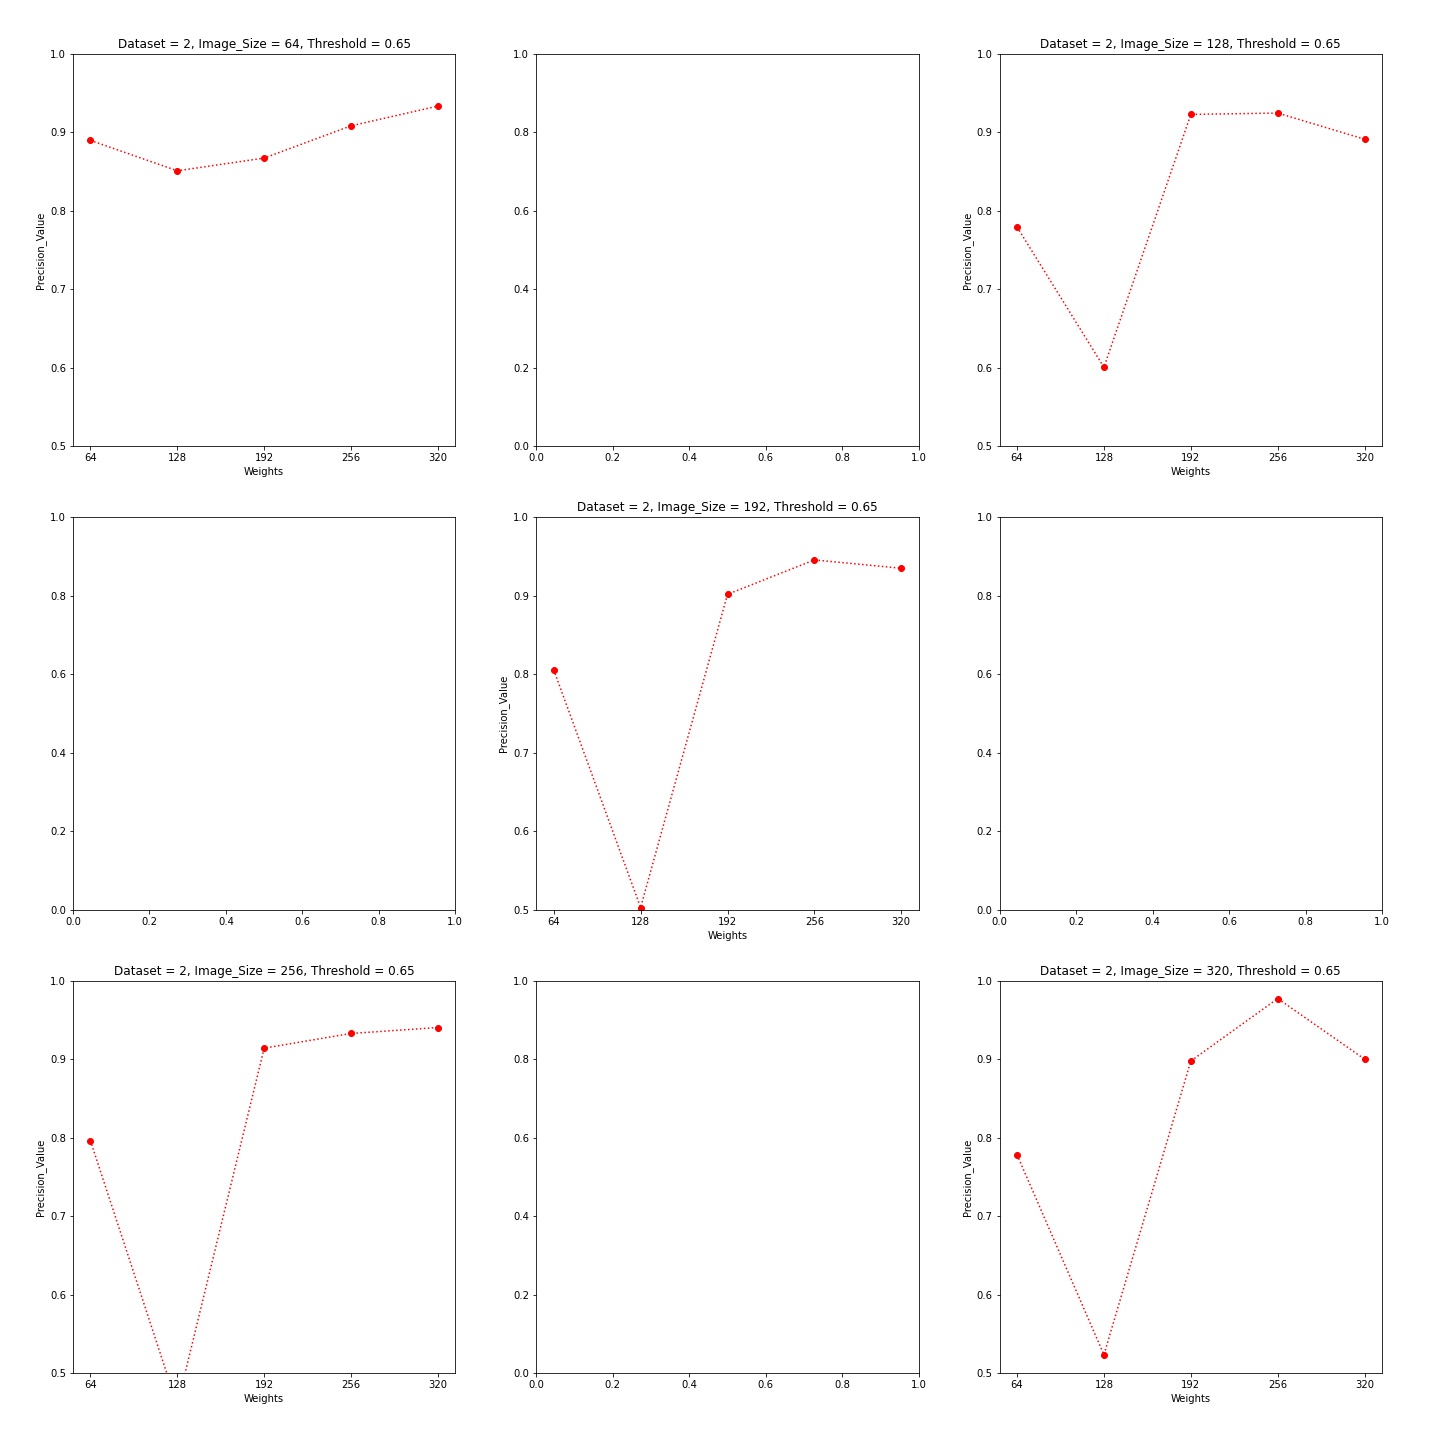 Dataset = 2, Image_Size = 64, Threshold = 0.65
1.0
0.9
0.8
0.7
0.6
0.5
Precision_Value
64 128 192 256 320
Weights
1.0
0.8
0.6
0.4
0.2
0.0
0.0 0.2 0.4 0.6 0.8 1.0
Dataset = 2, Image_Size = 128, Threshold = 0.65
1.0
0.9
0.8
0.7
0.6
0.5
Precision_Value
64 128 192 256 320
Weights
1.0
0.8
0.6
0.4
0.2
0.0
0.0 0.2 0.4 0.6 0.8 1.0
Dataset = 2, Image_Size = 192, Threshold = 0.65
1.0
0.9
0.8
0.7
0.6
0.5
Precision_Value
64 128 192 256 320
Weights
1.0
0.8
0.6
0.4
0.2
0.0
0.0 0.2 0.4 0.6 0.8 1.0
Dataset = 2, Image_Size = 256, Threshold = 0.65
1.0
0.9
0.8
0.7
0.6
0.5
Precision_Value
64 128 192 256 320
Weights
1.0
0.8
0.6
0.4
0.2
0.0
0.0 0.2 0.4 0.6 0.8 1.0
Dataset = 2, Image_Size = 320, Threshold = 0.65
1.0
0.9
0.8
0.7
0.6
0.5
Precision_Value
64 128 192 256 320
Weights